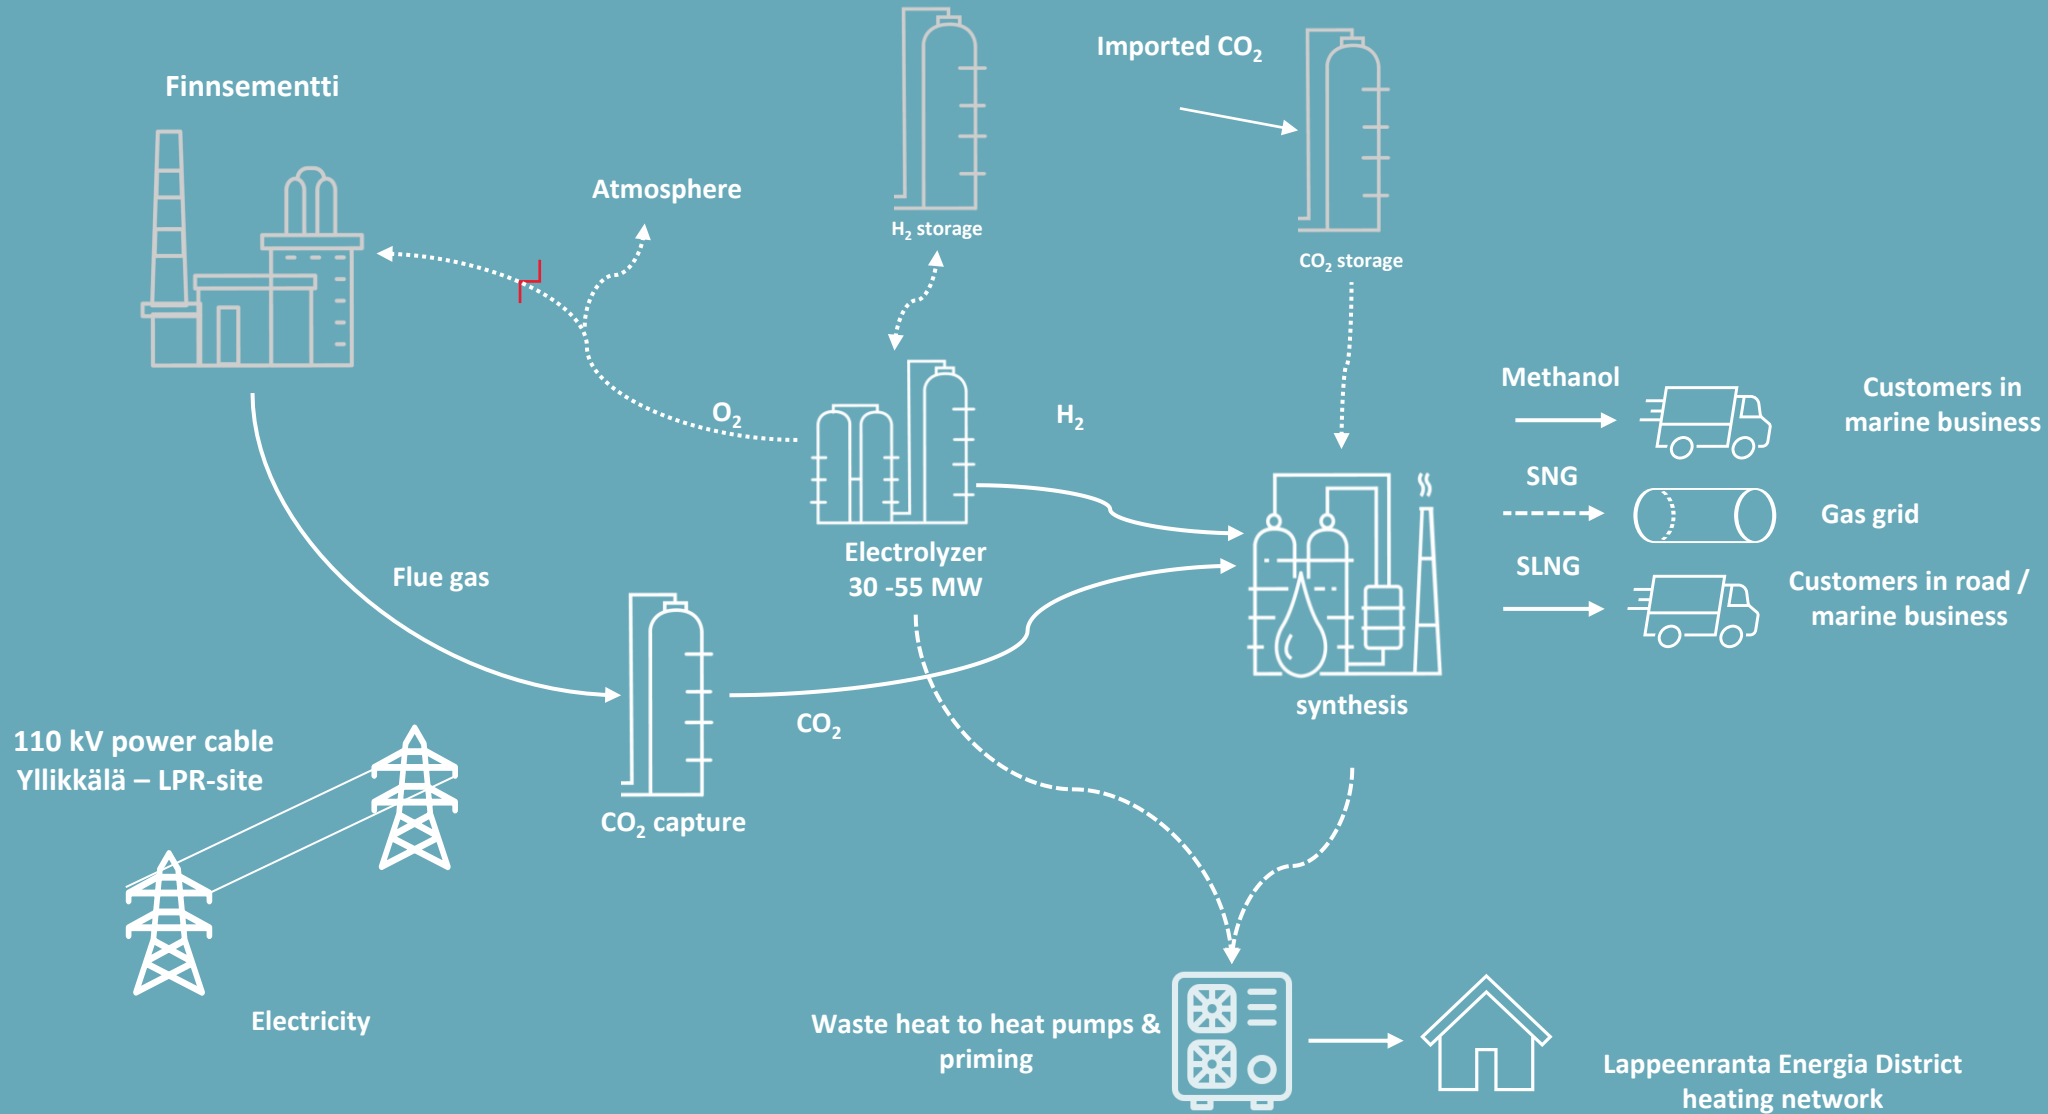 Finnsementti
Imported CO₂
Atmosphere
H₂ storage
CO₂ storage
O₂
H₂
Methanol
Customers in
marine business
SNG
Gas grid
SLNG
Customers in road /
marine business
Electrolyzer
30 -55 MW
Flue gas
synthesis
CO₂
110 kV power cable
Yllikkälä – LPR-site
CO₂ capture
Electricity
Waste heat to heat pumps &
priming
Lappeenranta Energia District
heating network